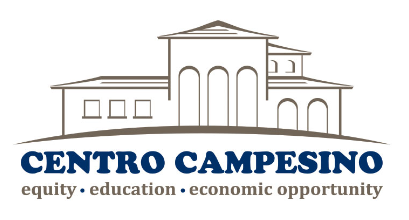 CENTRO CAMPESINO
equity · education · economic opportunity